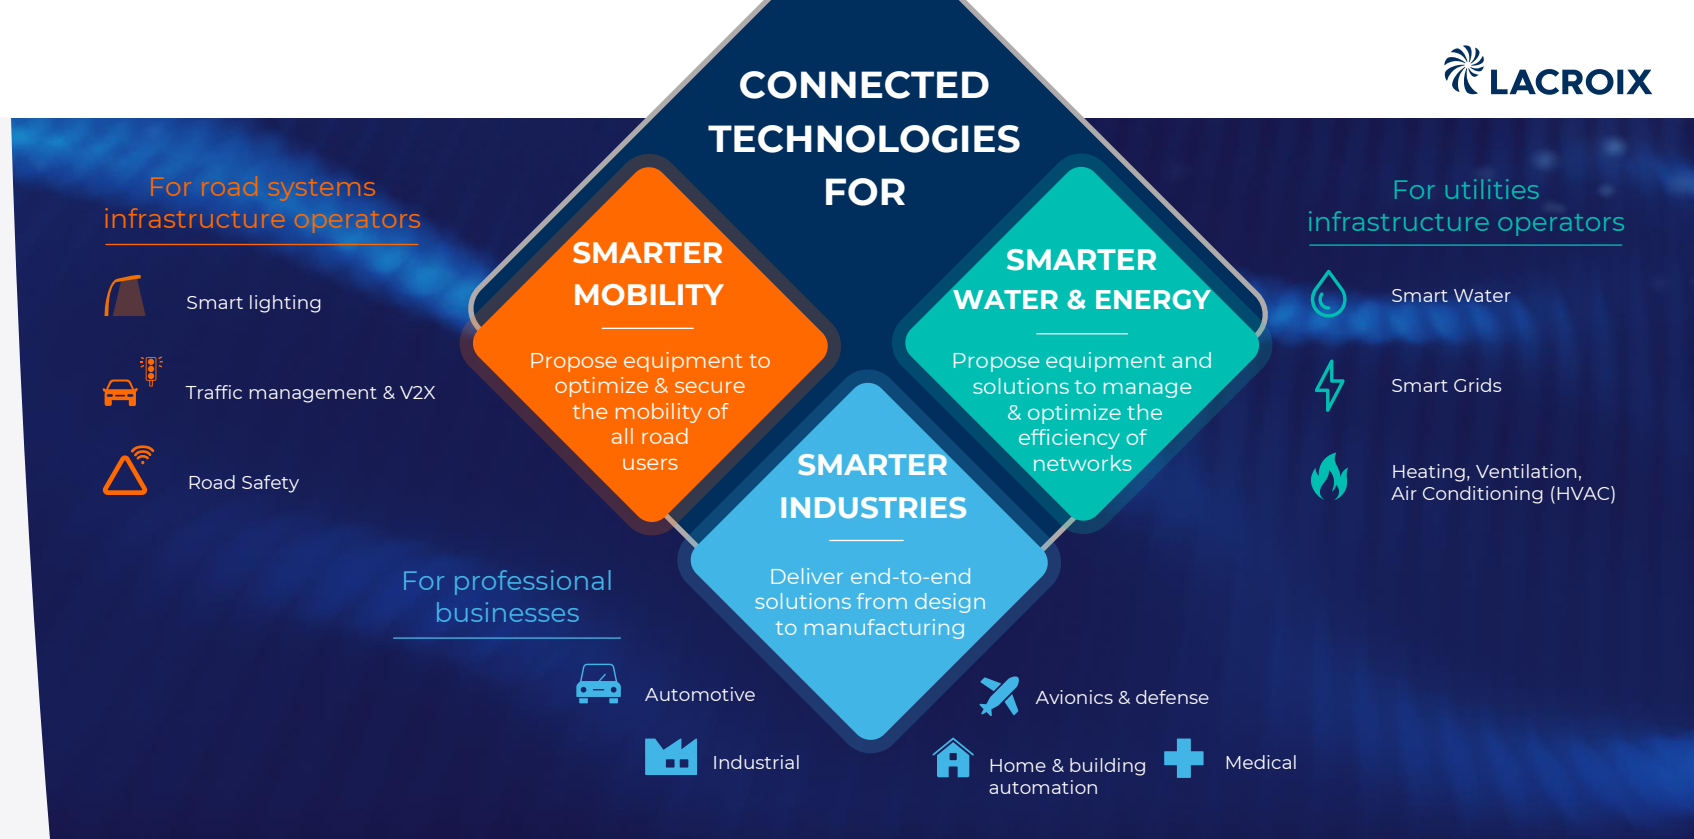 CONNECTED
TECHNOLOGIES
FOR
LACROIX
For road systems
infrastructure operators
Smart lighting
Traffic management & V2X
Road Safety
SMARTER
MOBILITY
Propose equipment to
optimize & secure
the mobility of
all road
users
SMARTER
WATER & ENERGY
Propose equipment and
solutions to manage
& optimize the
efficiency of
networks
For utilities
infrastructure operators
Smart Water
Smart Grids
Heating, Ventilation,
Air Conditioning (HVAC)
SMARTER
INDUSTRIES
Deliver end-to-end
solutions from design
to manufacturing
For professional
businesses
Automotive
Industrial
Avionics & defense
Home & building
automation
Medical